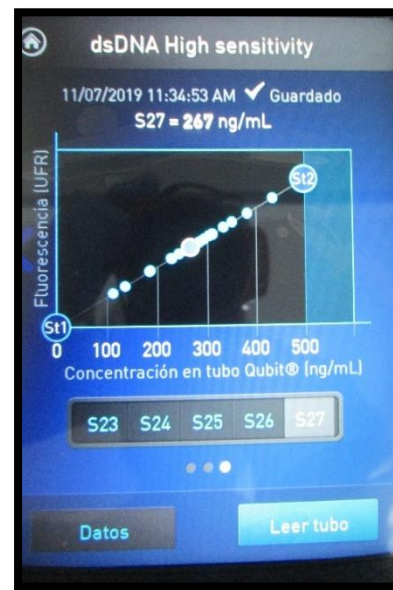 dsDNA High sensitivity
11/07/2019 11:34:53 AM ✔ Guardado
S27 = 267 ng/mL
Fluorescencia (UFR)
St2
St1
0 100 200 300 400 500
Concentración en tubo Qubit® (ng/mL)
S23 S24 S25 S26 S27
Datos
Leer tubo